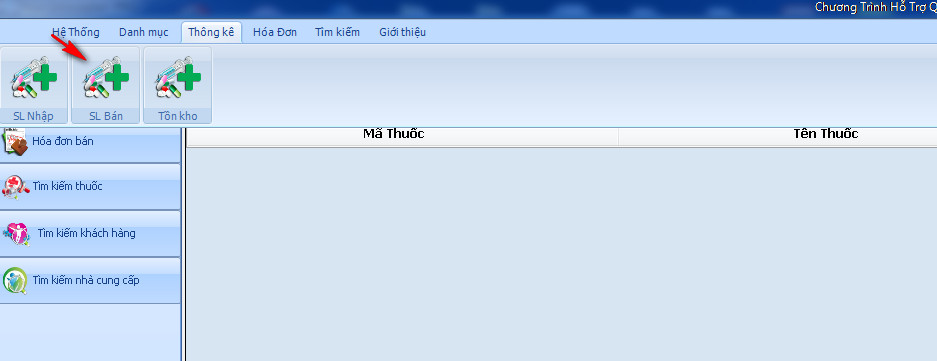 Chương Trình Hỗ Trợ Q
Hệ Thống Danh mục Thống kê Hóa Đơn Tìm kiếm Giới thiệu
SL Nhập SL Bán Tồn kho
Hóa đơn bán
Mã Thuốc Tên Thuốc
Tìm kiếm thuốc
Tìm kiếm khách hàng
Tìm kiếm nhà cung cấp